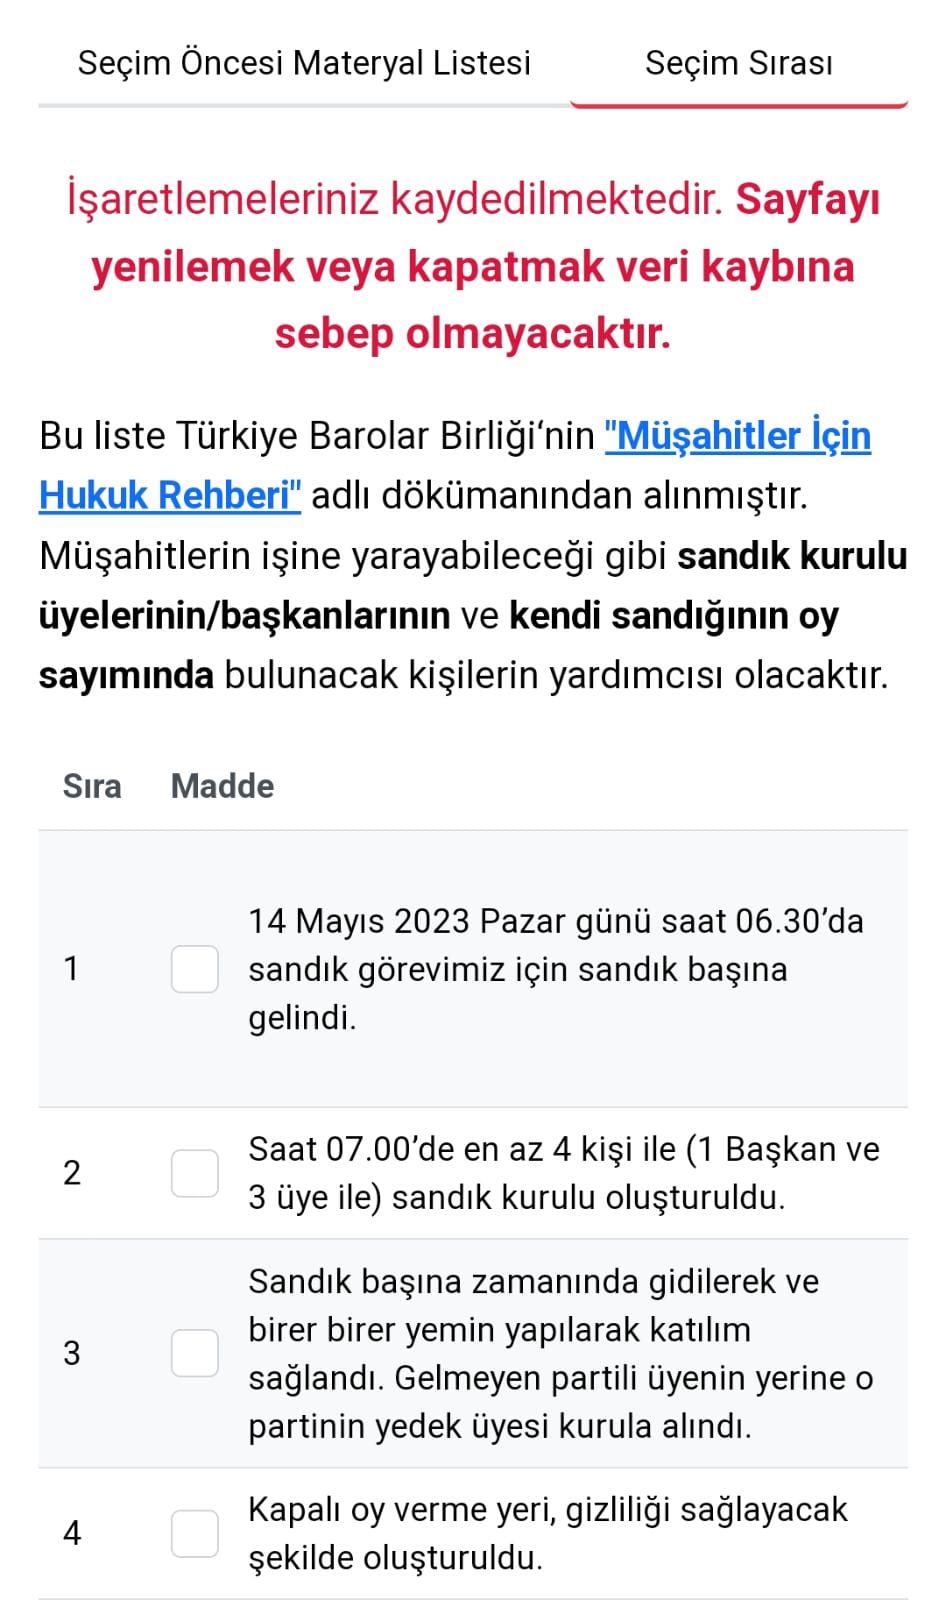 Seçim Öncesi Materyal Listesi
Seçim Sırası
İşaretlemeleriniz kaydedilmektedir. Sayfayı
yenilemek veya kapatmak veri kaybına
sebep olmayacaktır.
Bu liste Türkiye Barolar Birliği‘nin "Müşahitler İçin
Hukuk Rehberi" adlı dökümanından alınmıştır.
Müşahitlerin işine yarayabileceği gibi sandık kurulu
üyelerinin/başkanlarının ve kendi sandığının oy
sayımında bulunacak kişilerin yardımcısı olacaktır.
Sıra Madde
1
14 Mayıs 2023 Pazar günü saat 06.30’da
sandık görevimiz için sandık başına
gelindi.
2
Saat 07.00’de en az 4 kişi ile (1 Başkan ve
3 üye ile) sandık kurulu oluşturuldu.
3
Sandık başına zamanında gidilerek ve
birer birer yemin yapılarak katılım
sağlandı. Gelmeyen partili üyenin yerine o
partinin yedek üyesi kurula alındı.
4
Kapalı oy verme yeri, gizliliği sağlayacak
şekilde oluşturuldu.